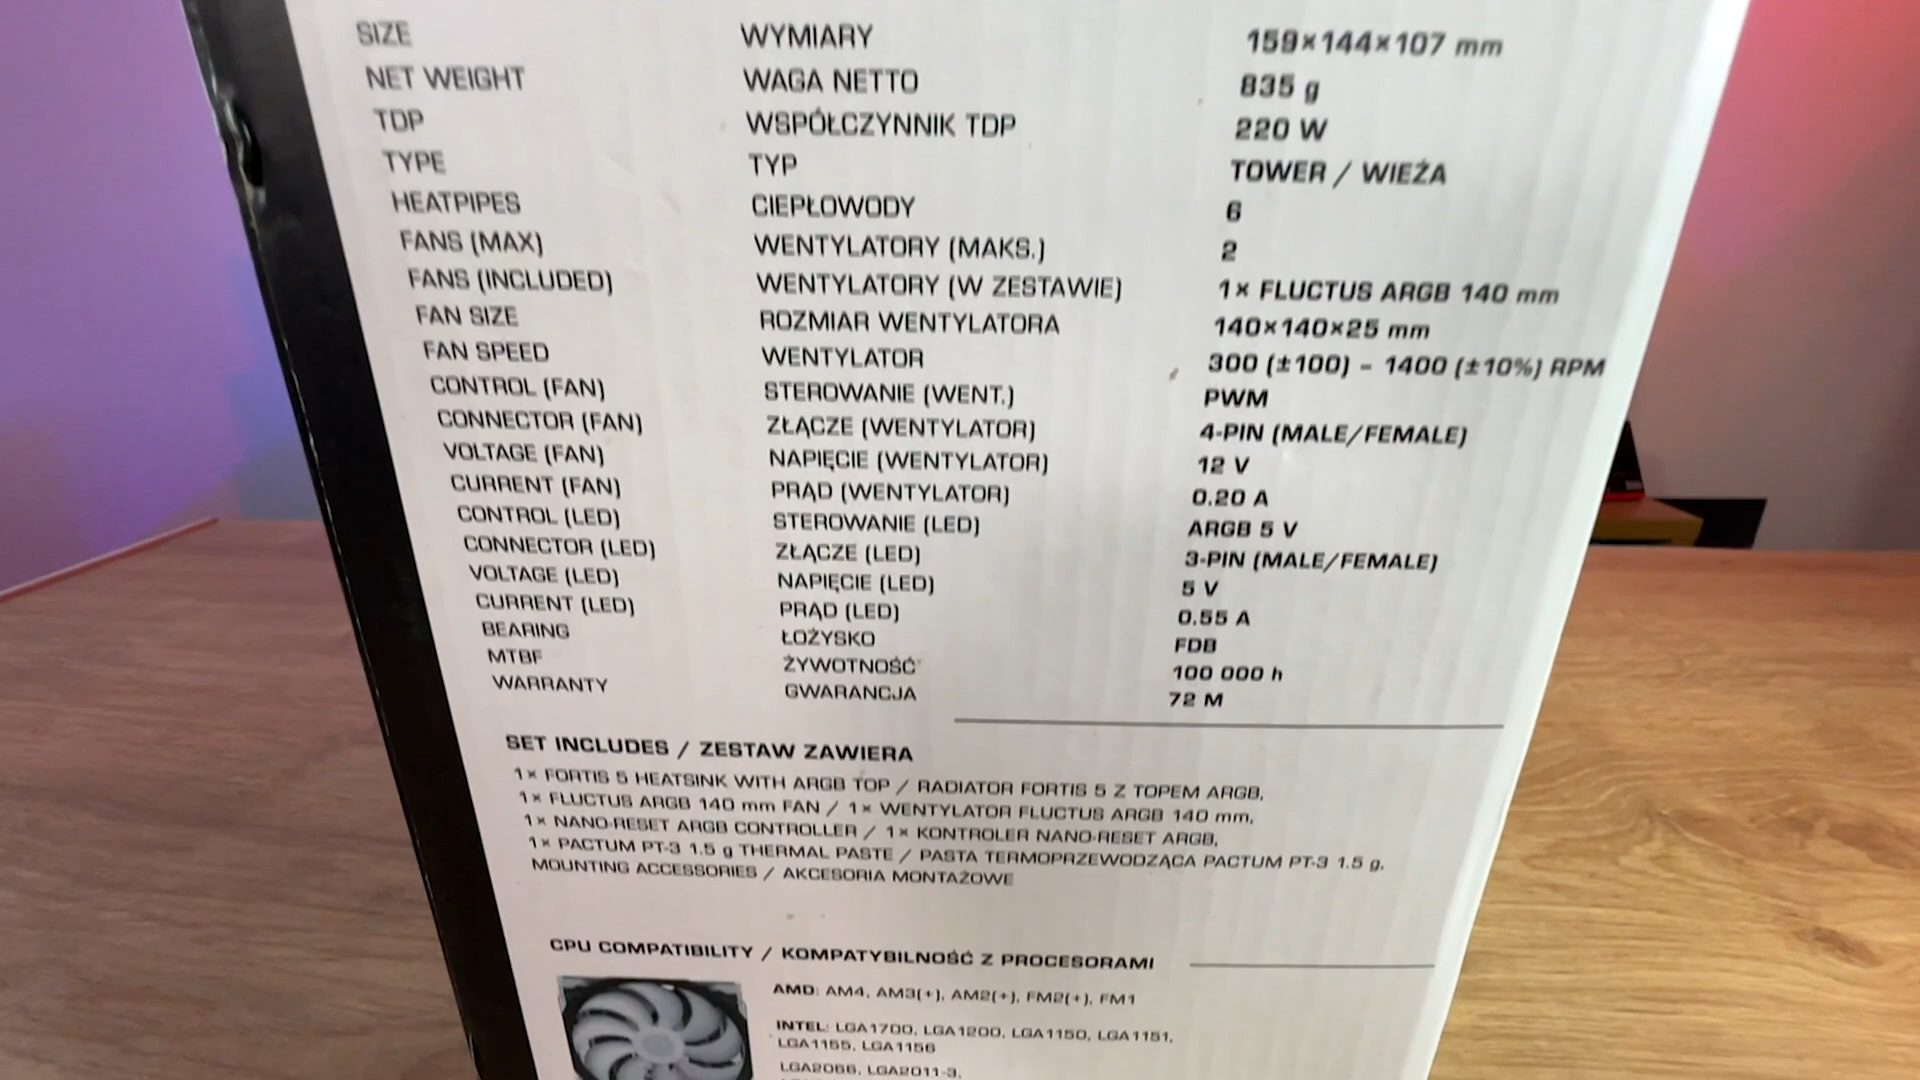 SIZE WYMIARY 159×144×107 mm
NET WEIGHT WAGA NETTO 835 g
TDP WSPÓŁCZYNNIK TDP 220 W
TYPE TYP TOWER / WIEŻA
HEATPIPES CIEPŁOWODY 6
FANS (MAX) WENTYLATORY (MAKS.) 2
FANS (INCLUDED) WENTYLATORY (W ZESTAWIE) 1× FLUCTUS ARGB 140 mm
FAN SIZE ROZMIAR WENTYLATORA 140×140×25 mm
FAN SPEED WENTYLATOR 300 (±100) – 1400 (±10%) RPM
CONTROL (FAN) STEROWANIE (WENT.) PWM
CONNECTOR (FAN) ZŁĄCZE (WENTYLATOR) 4-PIN (MALE/FEMALE)
VOLTAGE (FAN) NAPIĘCIE (WENTYLATOR) 12 V
CURRENT (FAN) PRĄD (WENTYLATOR) 0.20 A
CONTROL (LED) STEROWANIE (LED) ARGB 5 V
CONNECTOR (LED) ZŁĄCZE (LED) 3-PIN (MALE/FEMALE)
VOLTAGE (LED) NAPIĘCIE (LED) 5 V
CURRENT (LED) PRĄD (LED) 0.55 A
BEARING ŁOŻYSKO FDB
MTBF ŻYWOTNOŚĆ 100 000 h
WARRANTY GWARANCJA 72 M
SET INCLUDES / ZESTAW ZAWIERA
1× FORTIS 5 HEATSINK WITH ARGB TOP / RADIATOR FORTIS 5 Z TOPEM ARGB,
1× FLUCTUS ARGB 140 mm FAN / 1× WENTYLATOR FLUCTUS ARGB 140 mm,
1× NANO-RESET ARGB CONTROLLER / 1× KONTROLER NANO-RESET ARGB,
1× PACTUM PT-3 1.5 g THERMAL PASTE / PASTA TERMOPRZEWODZĄCA PACTUM PT-3 1.5 g,
MOUNTING ACCESSORIES / AKCESORIA MONTAŻOWE
CPU COMPATIBILITY / KOMPATYBILNOŚĆ Z PROCESORAMI
AMD: AM4, AM3(+), AM2(+), FM2(+), FM1
INTEL: LGA1700, LGA1200, LGA1150, LGA1151,
LGA1155, LGA1156
LGA2066, LGA2011-3,